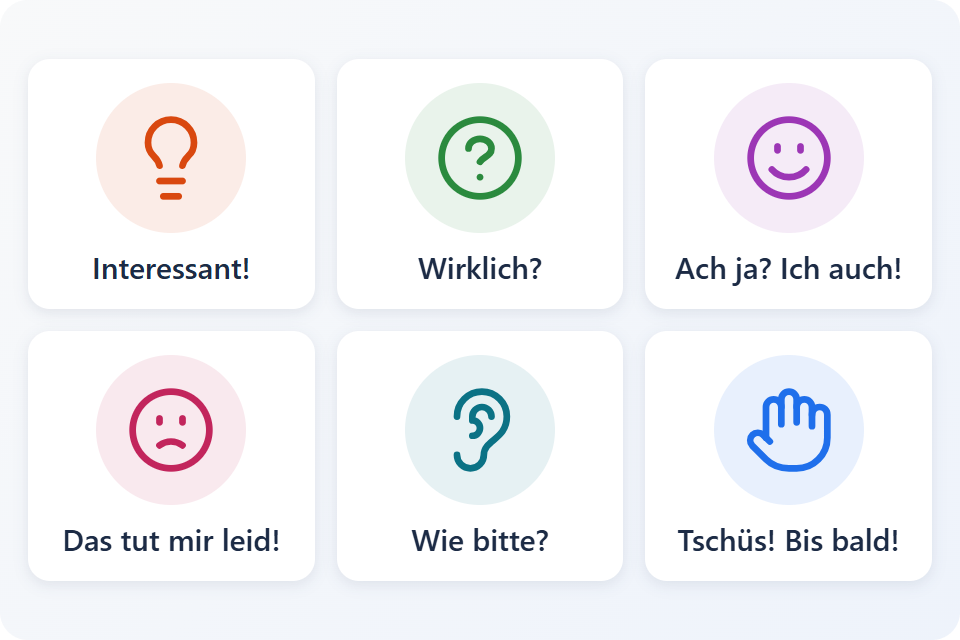 Interessant!
Wirklich?
Ach ja? Ich auch!
Das tut mir leid!
Wie bitte?
Tschüs! Bis bald!